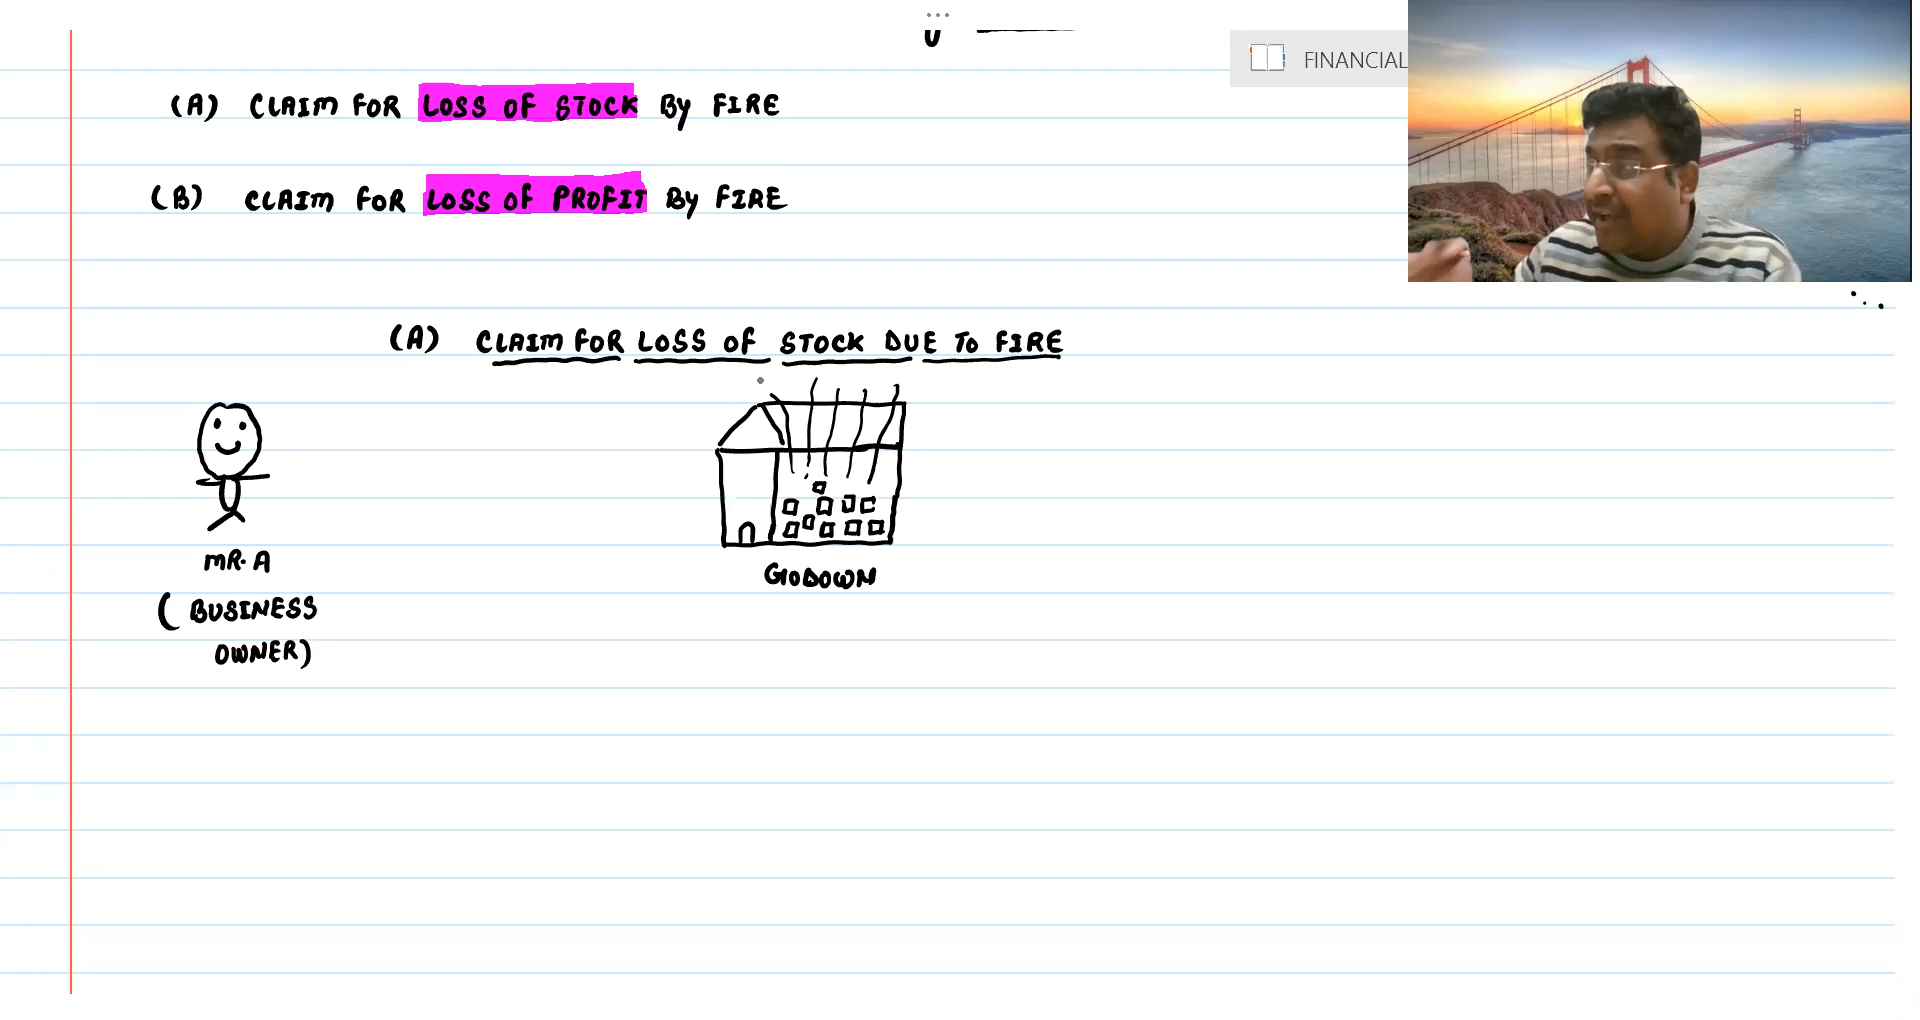 FINANCIAL
(A) CLAIM FOR LOSS OF STOCK BY FIRE
(B) CLAIM FOR LOSS OF PROFIT BY FIRE
(A) CLAIM FOR LOSS OF STOCK DUE TO FIRE
MR. A
(BUSINESS
OWNER)
GODOWN